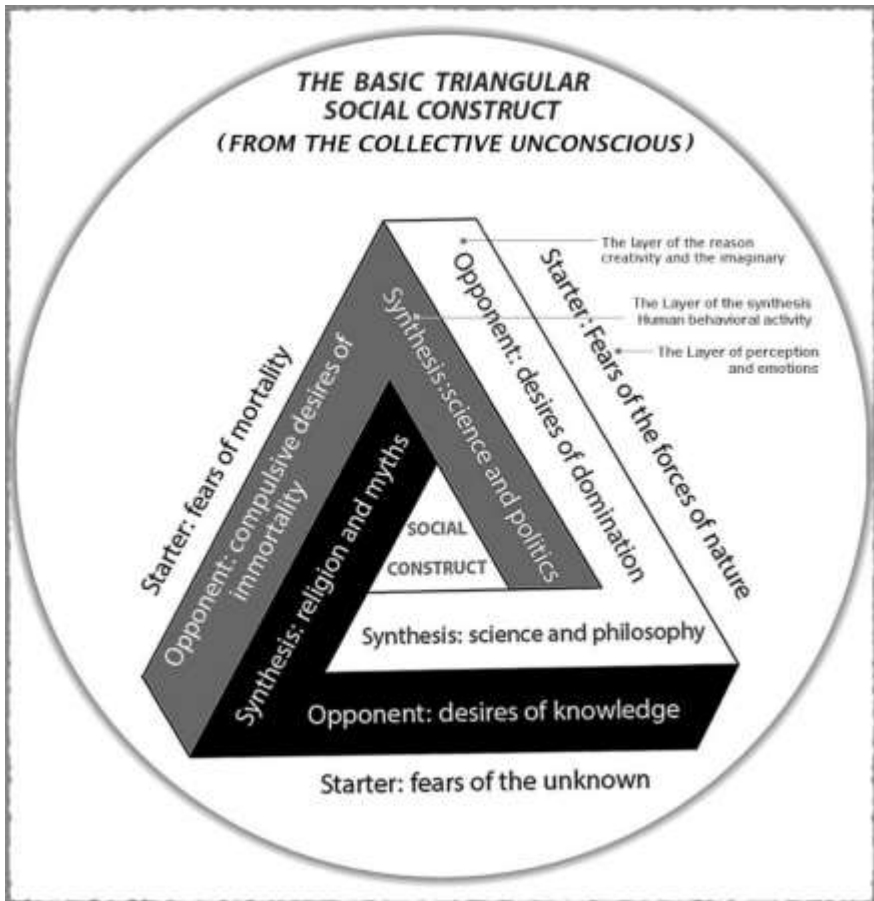 THE BASIC TRIANGULAR
SOCIAL CONSTRUCT
(FROM THE COLLECTIVE UNCONSCIOUS)
The layer of the reason
creativity and the imaginary
The Layer of the synthesis
Human behavioral activity
The Layer of perception
and emotions
Starter: Fears of the forces of nature
Opponent: desires of domination
Synthesis:science and politics
Starter: fears of mortality
Opponent: compulsive desires of
immortality
Synthesis: religion and myths
SOCIAL
CONSTRUCT
Synthesis: science and philosophy
Opponent: desires of knowledge
Starter: fears of the unknown